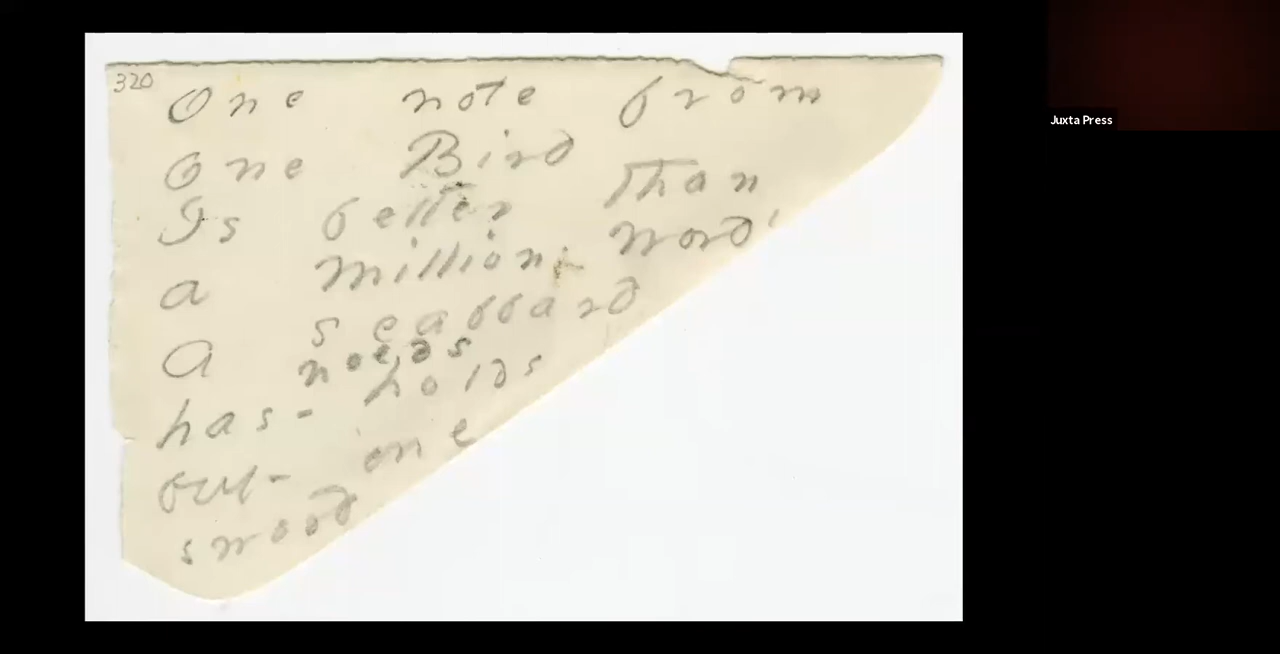 320
One note from
One Bird
Is better than
a million word
A scabbard
needs
has - holds
but - one
sword
Juxta Press